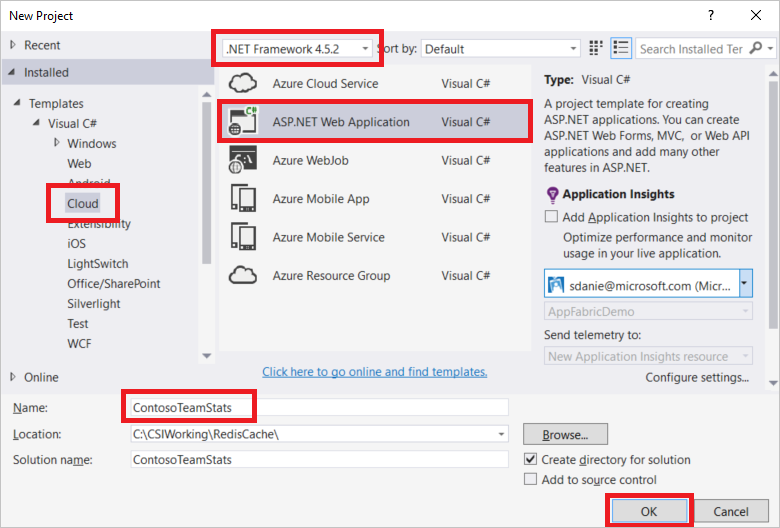 New Project
?
Recent
.NET Framework 4.5.2
Sort by:
Default
Search Installed Ter
Installed
Templates
Visual C#
Windows
Web
Android
Cloud
Extensibility
iOS
LightSwitch
Office/SharePoint
Silverlight
Test
WCF
Online
Azure Cloud Service Visual C#
ASP.NET Web Application Visual C#
Azure WebJob Visual C#
Azure Mobile App Visual C#
Azure Mobile Service Visual C#
Azure Resource Group Visual C#
Click here to go online and find templates.
Type: Visual C#
A project template for creating
ASP.NET applications. You can create
ASP.NET Web Forms, MVC, or Web API
applications and add many other
features in ASP.NET.
Application Insights
Add Application Insights to project
Optimize performance and monitor
usage in your live application.
sdanie@microsoft.com (Micr...
AppFabricDemo
Send telemetry to:
New Application Insights resource
Configure settings...
Name: ContosoTeamStats
Location: C:\CSIWorking\RedisCache\
Browse...
Solution name: ContosoTeamStats
Create directory for solution
Add to source control
OK
Cancel